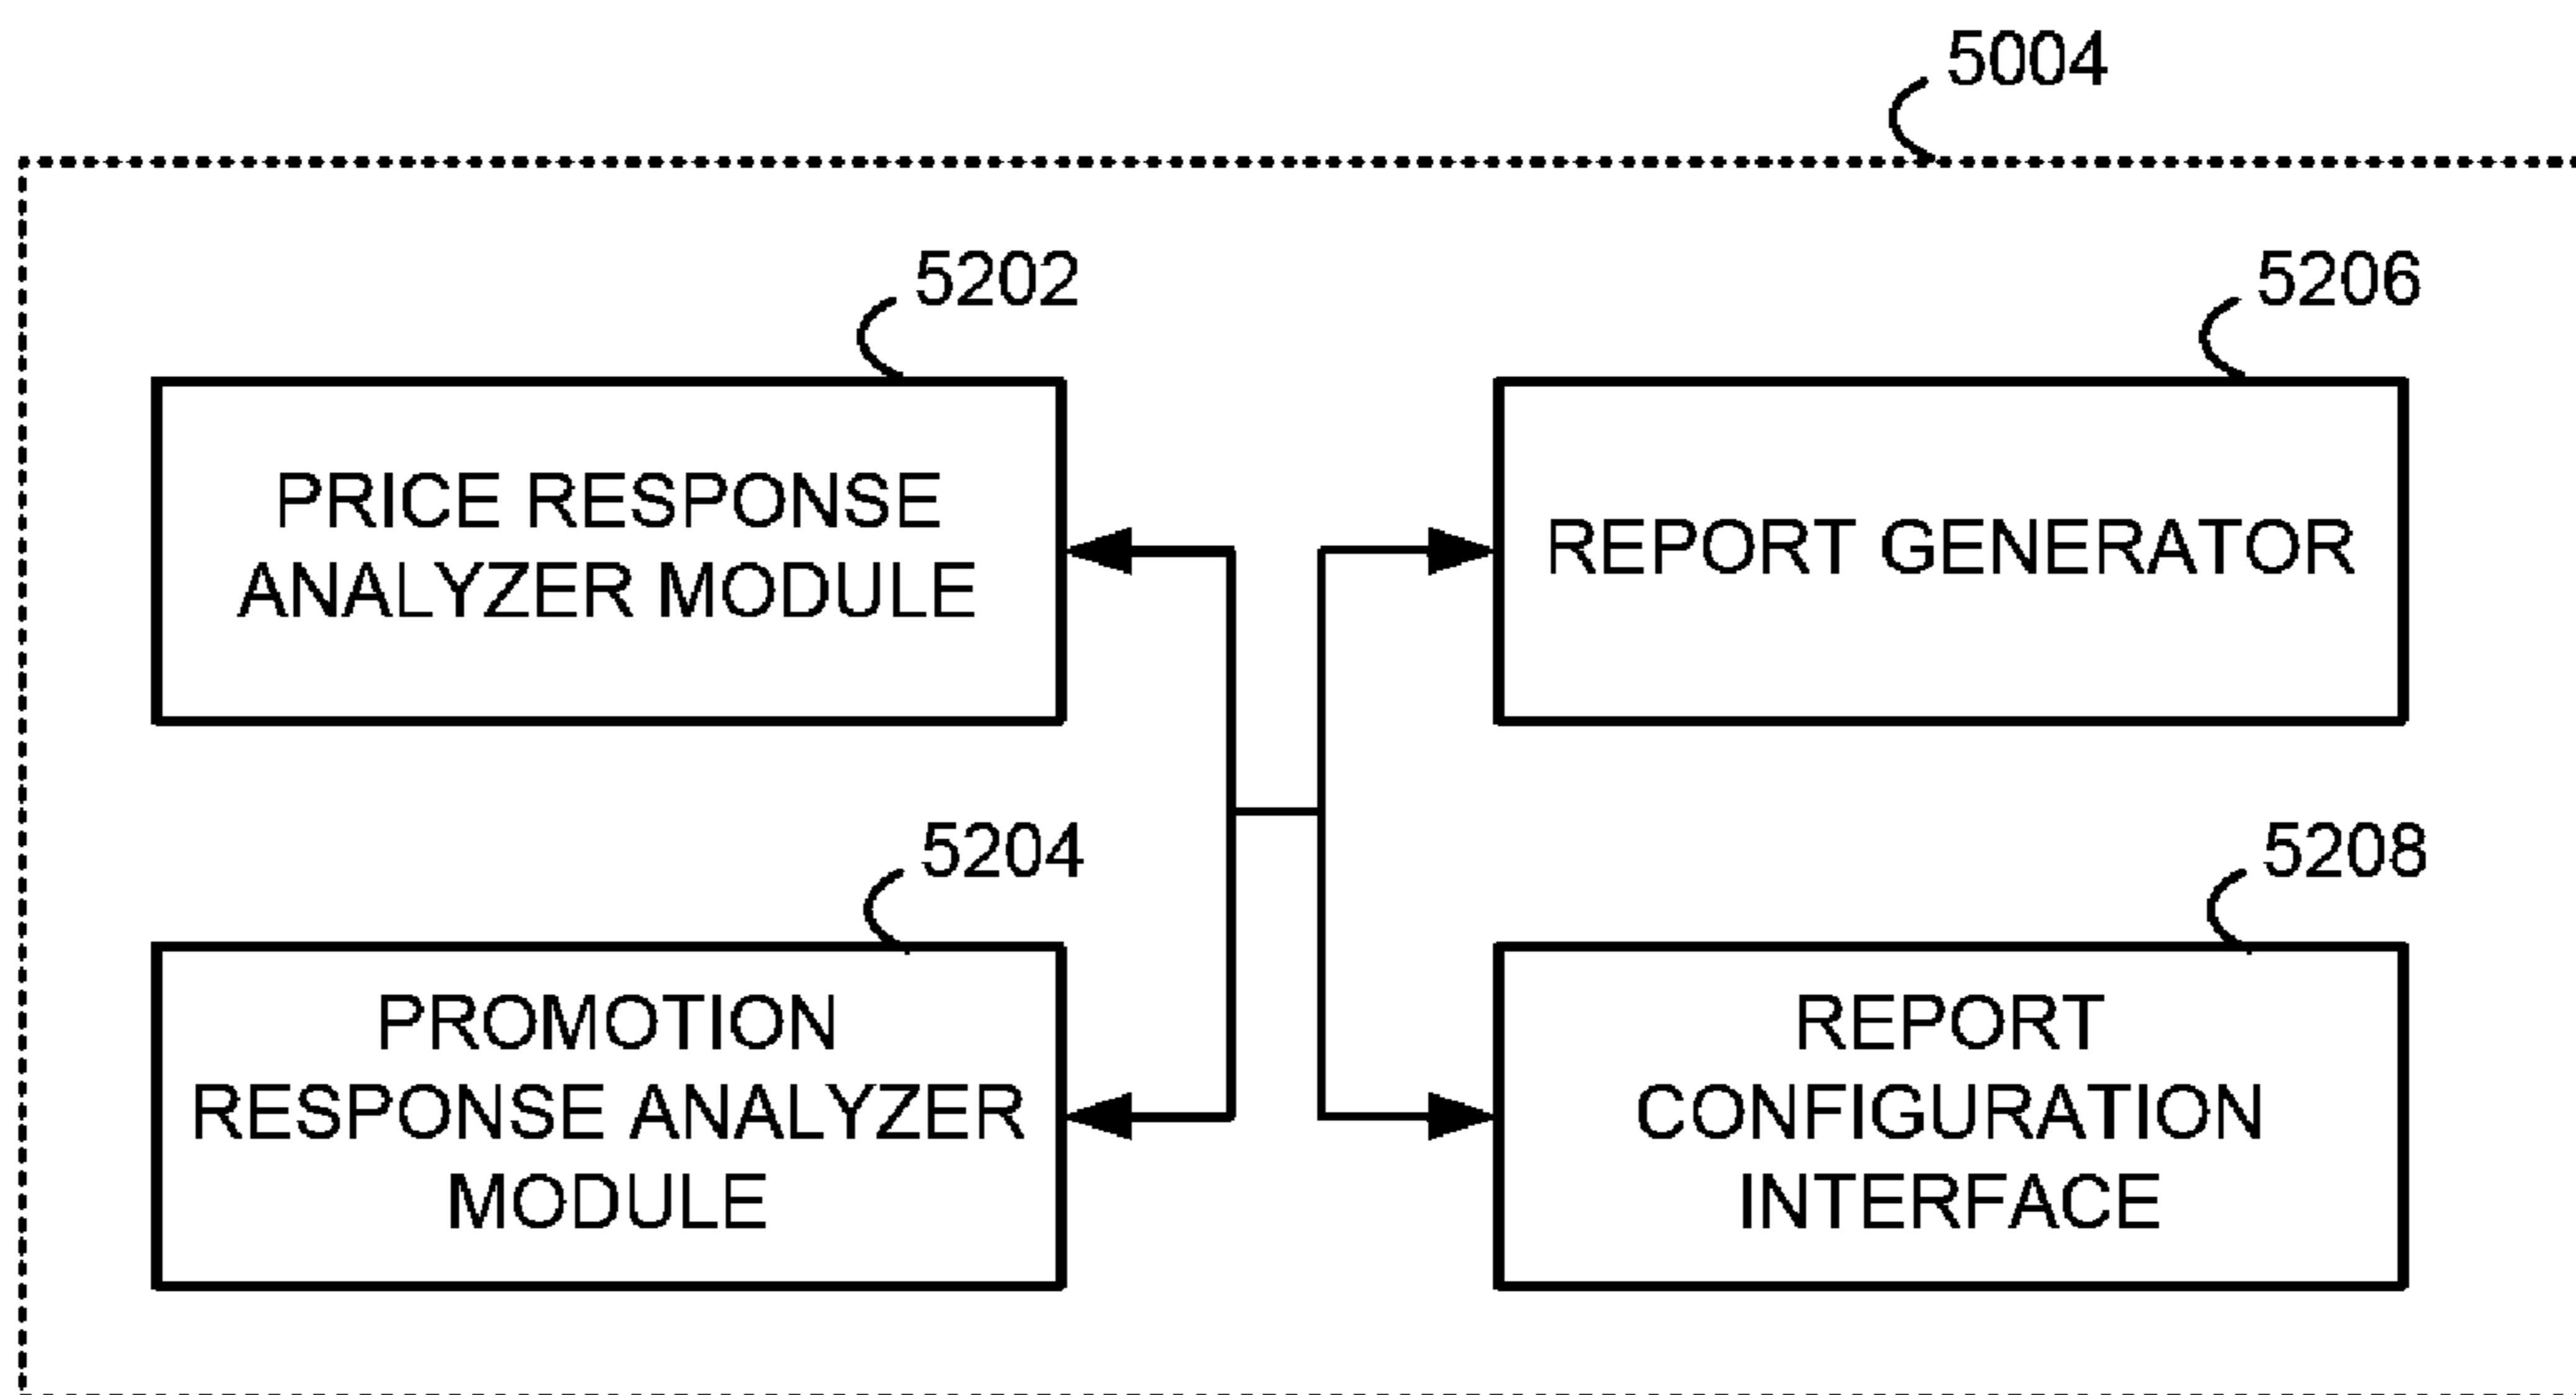 5004
5202
PRICE RESPONSE
ANALYZER MODULE
5206
REPORT GENERATOR
5204
PROMOTION
RESPONSE ANALYZER
MODULE
5208
REPORT
CONFIGURATION
INTERFACE